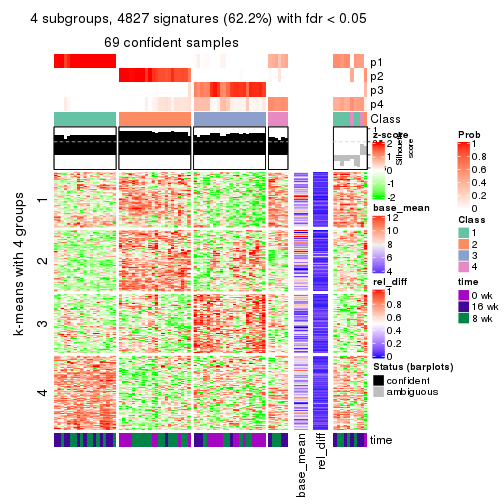 4 subgroups, 4827 signatures (62.2%) with fdr < 0.05
69 confident samples
p1
p2
p3
p4
Class
1
Silhouette
score
z-score
2
1
0
-1
-2
base_mean
12
10
8
6
4
rel_diff
1
0.8
0.6
0.4
0.2
0
Status (barplots)
confident
ambiguous
Prob
1
0.8
0.6
0.4
0.2
0
Class
1
2
3
4
time
0 wk
16 wk
8 wk
k-means with 4 groups
1
2
3
4
time
base_mean
rel_diff